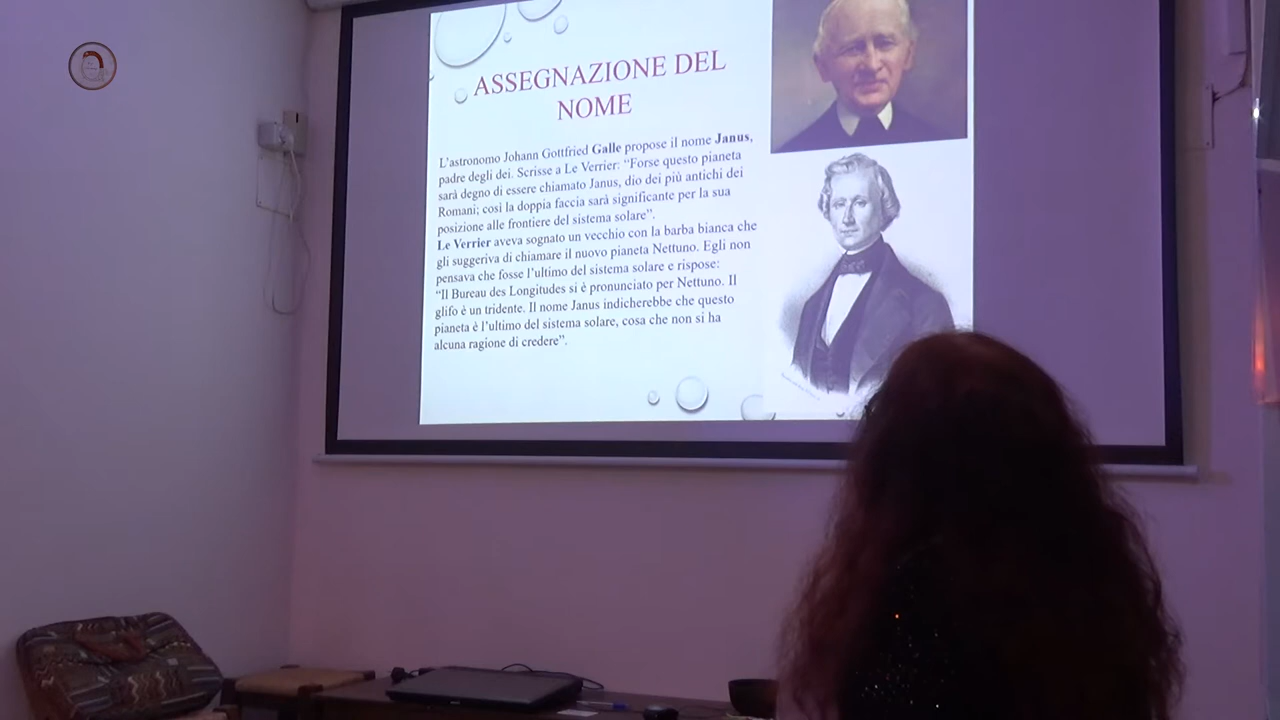 ASSEGNAZIONE DEL
NOME
L'astronomo Johann Gottfried Galle propose il nome Janus,
padre degli dei. Scrisse a Le Verrier: "Forse questo pianeta
sarà degno di essere chiamato Janus, dio dei più antichi dei
Romani; così la doppia faccia sarà significante per la sua
posizione alle frontiere del sistema solare".
Le Verrier aveva sognato un vecchio con la barba bianca che
gli suggeriva di chiamare il nuovo pianeta Nettuno. Egli non
pensava che fosse l'ultimo del sistema solare e rispose:
"Il Bureau des Longitudes si è pronunciato per Nettuno. Il
glifo è un tridente. Il nome Janus indicherebbe che questo
pianeta è l'ultimo del sistema solare, cosa che non si ha
alcuna ragione di credere".